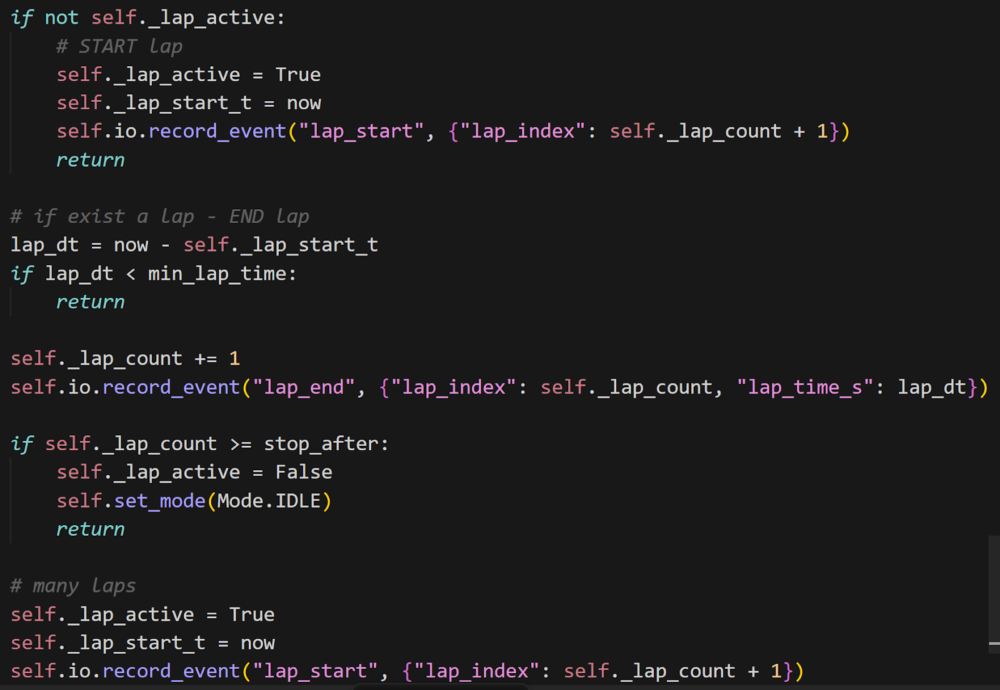 if not self._lap_active:
    # START lap
    self._lap_active = True
    self._lap_start_t = now
    self.io.record_event("lap_start", {"lap_index": self._lap_count + 1})
    return

# if exist a lap - END lap
lap_dt = now - self._lap_start_t
if lap_dt < min_lap_time:
    return

self._lap_count += 1
self.io.record_event("lap_end", {"lap_index": self._lap_count, "lap_time_s": lap_dt})

if self._lap_count >= stop_after:
    self._lap_active = False
    self.set_mode(Mode.IDLE)
    return

# many laps
self._lap_active = True
self._lap_start_t = now
self.io.record_event("lap_start", {"lap_index": self._lap_count + 1})